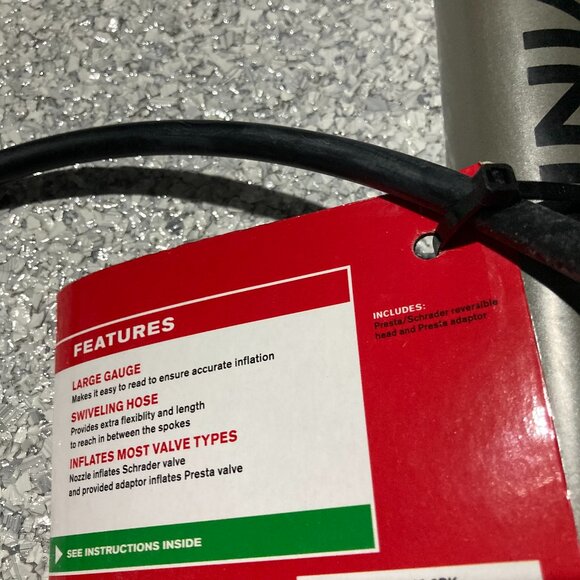 FEATURES
LARGE GAUGE
Makes it easy to read to ensure accurate inflation
SWIVELING HOSE
Provides extra flexiblity and length
to reach in between the spokes
INFLATES MOST VALVE TYPES
Nozzle inflates Schrader valve
and provided adaptor inflates Presta valve
SEE INSTRUCTIONS INSIDE
INCLUDES:
Presta/Schrader reversible
head and Presta adaptor